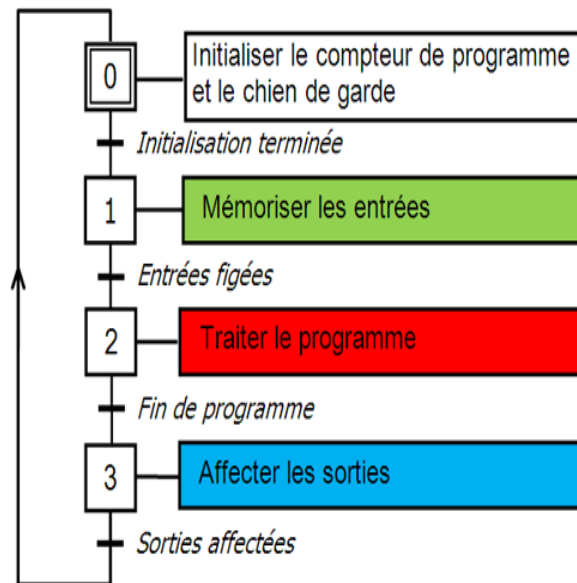 0
Initialiser le compteur de programme
et le chien de garde
Initialisation terminée
1
Mémoriser les entrées
Entrées figées
2
Traiter le programme
Fin de programme
3
Affecter les sorties
Sorties affectées